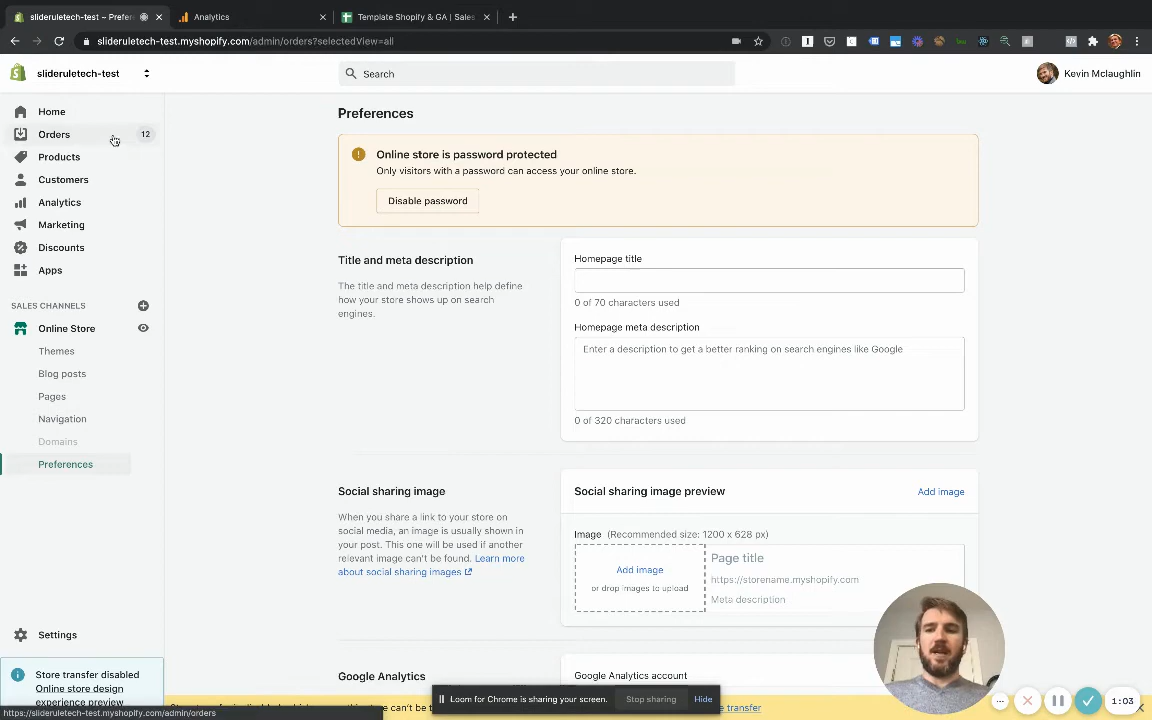 slideruletech-test – Prefer
Analytics
Template Shopify & GA | Sales
slideruletech-test.myshopify.com/admin/orders?selectedView=all
slideruletech-test
Search
Kevin Mclaughlin
Home
Orders
12
Products
Customers
Analytics
Marketing
Discounts
Apps
SALES CHANNELS
Online Store
Themes
Blog posts
Pages
Navigation
Domains
Preferences
Settings
Store transfer disabled
Online store design
experience preview
https://slideruletech-test.myshopify.com/admin/orders
Preferences
Online store is password protected
Only visitors with a password can access your online store.
Disable password
Title and meta description
The title and meta description help define
how your store shows up on search
engines.
Homepage title
0 of 70 characters used
Homepage meta description
Enter a description to get a better ranking on search engines like Google
0 of 320 characters used
Social sharing image
When you share a link to your store on
social media, an image is usually shown in
your post. This one will be used if another
relevant image can't be found. Learn more
about social sharing images
Social sharing image preview
Add image
Image (Recommended size: 1200 x 628 px)
Add image
or drop images to upload
Page title
https://storename.myshopify.com
Meta description
Google Analytics
Google Analytics account
Loom for Chrome is sharing your screen.
Stop sharing
Hide
transfer
1:03